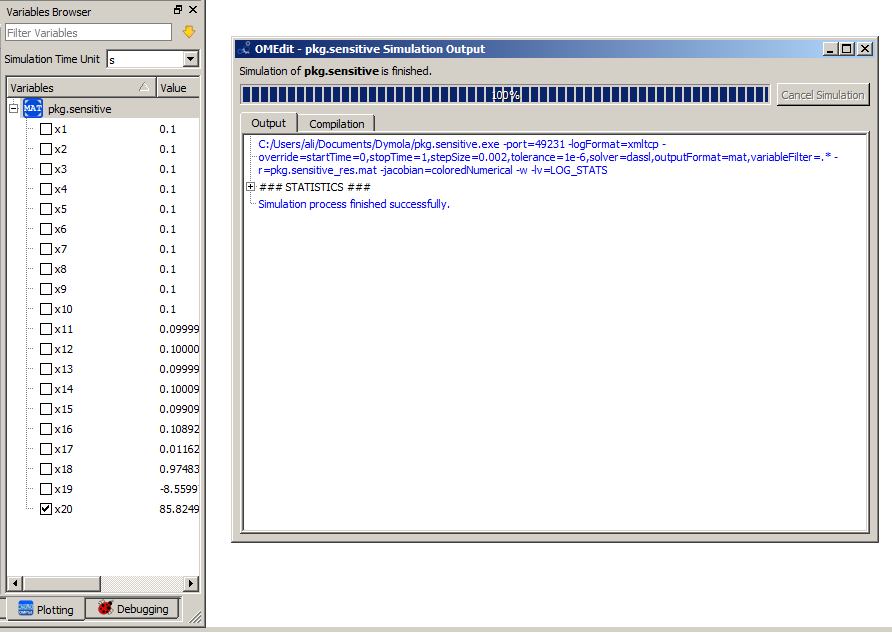 Variables Browser
Filter Variables
Simulation Time Unit s
Variables Value
MAT pkg.sensitive
x1 0.1
x2 0.1
x3 0.1
x4 0.1
x5 0.1
x6 0.1
x7 0.1
x8 0.1
x9 0.1
x10 0.1
x11 0.09999
x12 0.10000
x13 0.09999
x14 0.10009
x15 0.09909
x16 0.10892
x17 0.01162
x18 0.97483
x19 -8.5599
x20 85.8249
Plotting Debugging
OMEdit - pkg.sensitive Simulation Output
Simulation of pkg.sensitive is finished.
100%
Cancel Simulation
Output Compilation
C:/Users/ali/Documents/Dymola/pkg.sensitive.exe -port=49231 -logFormat=xmltcp -
override=startTime=0,stopTime=1,stepSize=0.002,tolerance=1e-6,solver=dassl,outputFormat=mat,variableFilter=.* -
r=pkg.sensitive_res.mat -jacobian=coloredNumerical -w -lv=LOG_STATS
### STATISTICS ###
Simulation process finished successfully.